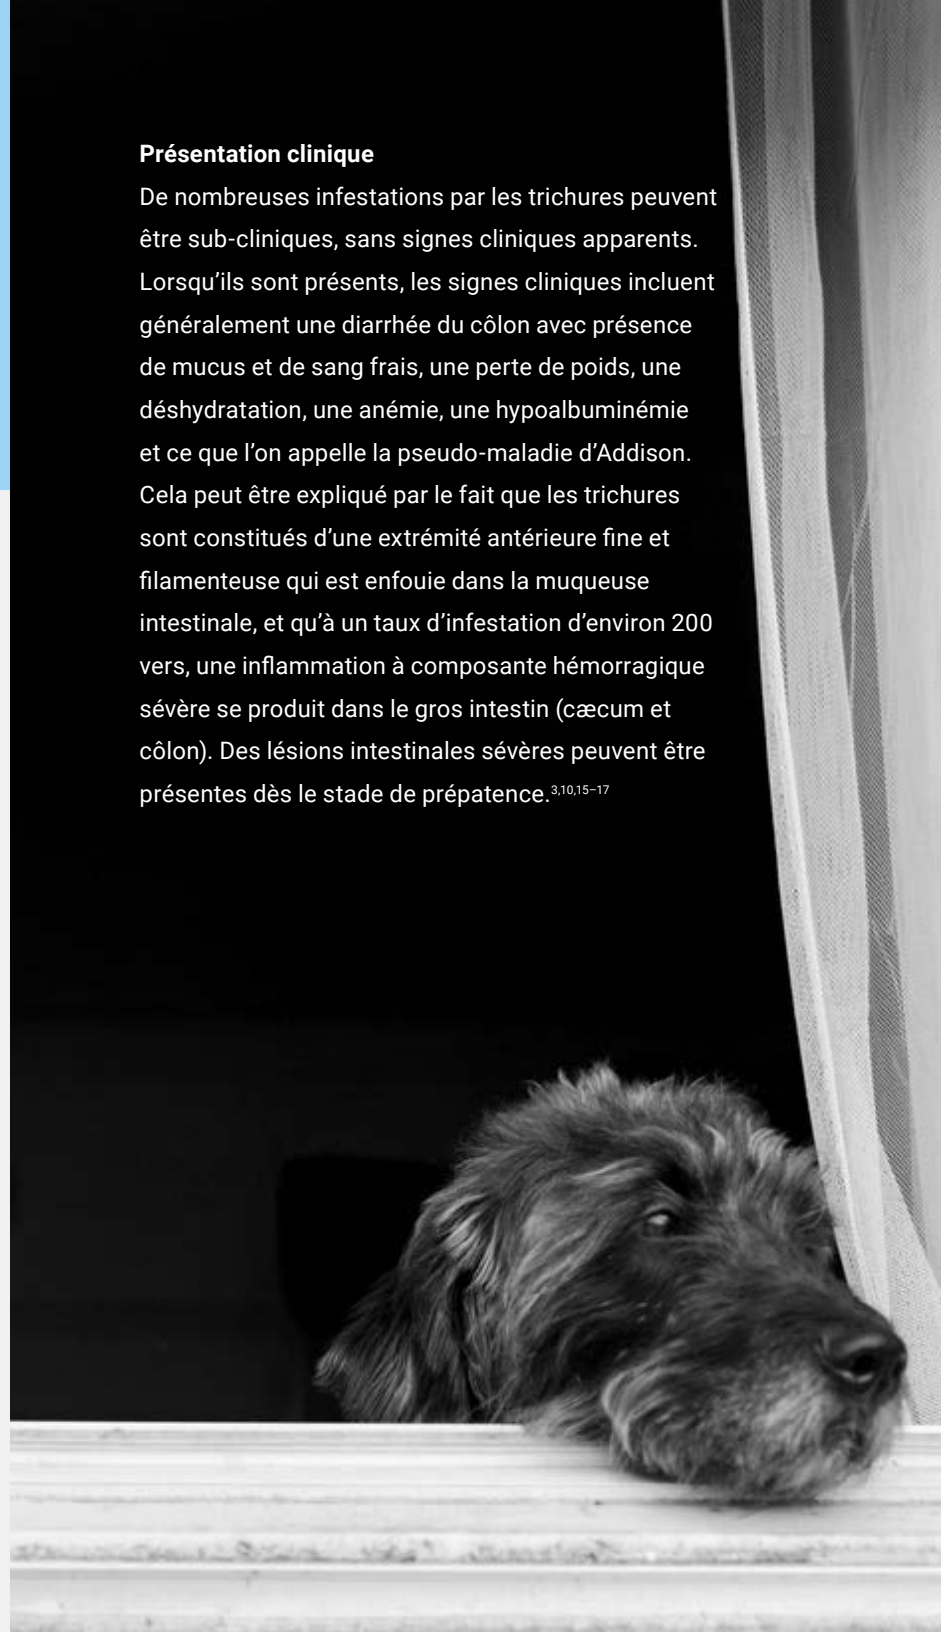 Présentation clinique
De nombreuses infestations par les trichures peuvent
être sub-cliniques, sans signes cliniques apparents.
Lorsqu’ils sont présents, les signes cliniques incluent
généralement une diarrhée du côlon avec présence
de mucus et de sang frais, une perte de poids, une
déshydratation, une anémie, une hypoalbuminémie
et ce que l’on appelle la pseudo-maladie d’Addison.
Cela peut être expliqué par le fait que les trichures
sont constitués d’une extrémité antérieure fine et
filamenteuse qui est enfouie dans la muqueuse
intestinale, et qu’à un taux d’infestation d’environ 200
vers, une inflammation à composante hémorragique
sévère se produit dans le gros intestin (cæcum et
côlon). Des lésions intestinales sévères peuvent être
présentes dès le stade de prépatence.3,10,15–17